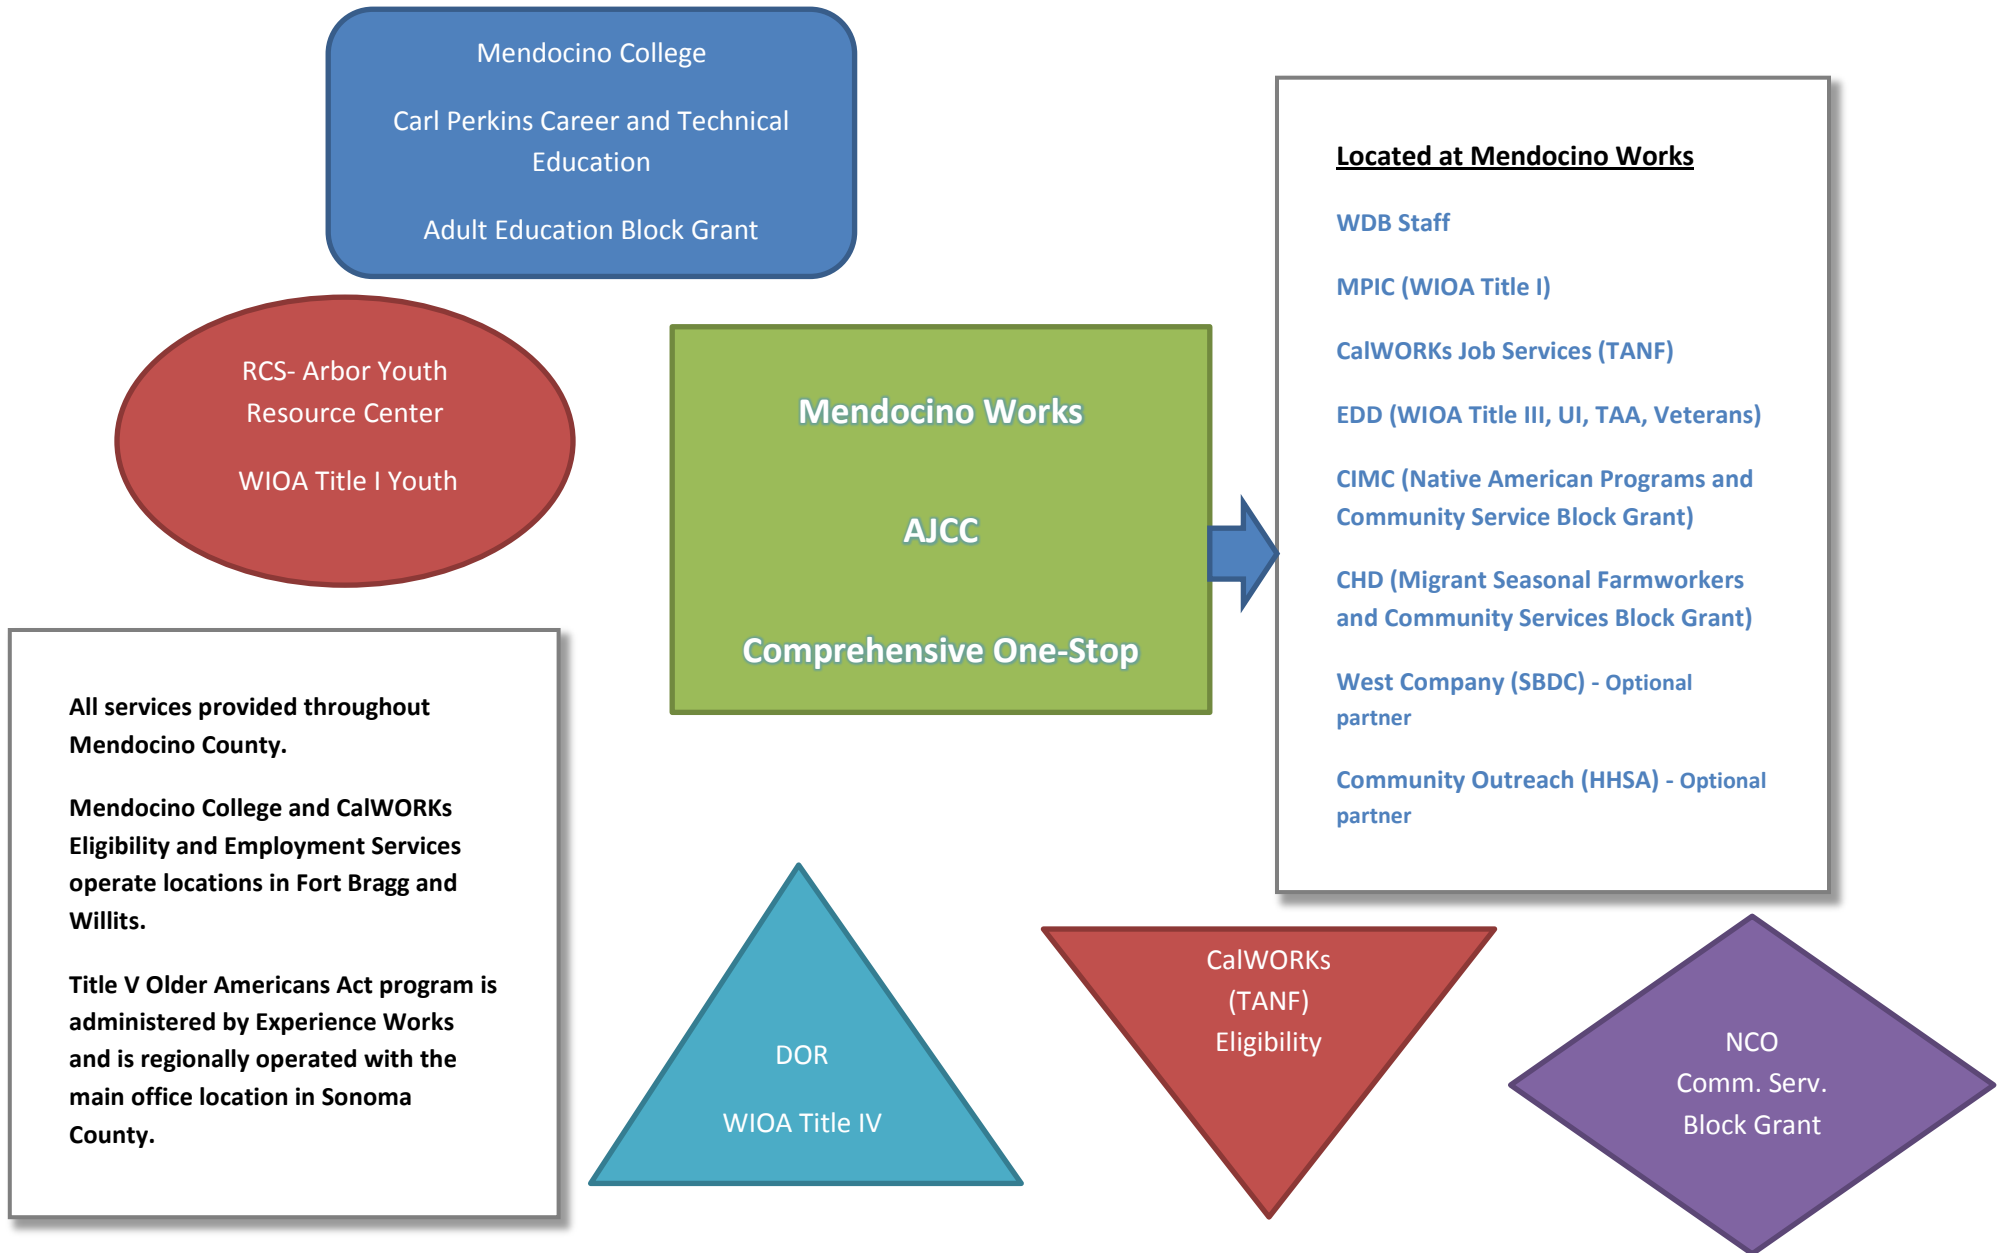 Mendocino College
Carl Perkins Career and Technical
Education
Adult Education Block Grant
RCS- Arbor Youth
Resource Center
WIOA Title I Youth
Mendocino Works
AJCC
Comprehensive One-Stop
Located at Mendocino Works
WDB Staff
MPIC (WIOA Title I)
CalWORKs Job Services (TANF)
EDD (WIOA Title III, UI, TAA, Veterans)
CIMC (Native American Programs and
Community Service Block Grant)
CHD (Migrant Seasonal Farmworkers
and Community Services Block Grant)
West Company (SBDC) - Optional
partner
Community Outreach (HHSA) - Optional
partner
All services provided throughout
Mendocino County.
Mendocino College and CalWORKs
Eligibility and Employment Services
operate locations in Fort Bragg and
Willits.
Title V Older Americans Act program is
administered by Experience Works
and is regionally operated with the
main office location in Sonoma
County.
DOR
WIOA Title IV
CalWORKs
(TANF)
Eligibility
NCO
Comm. Serv.
Block Grant